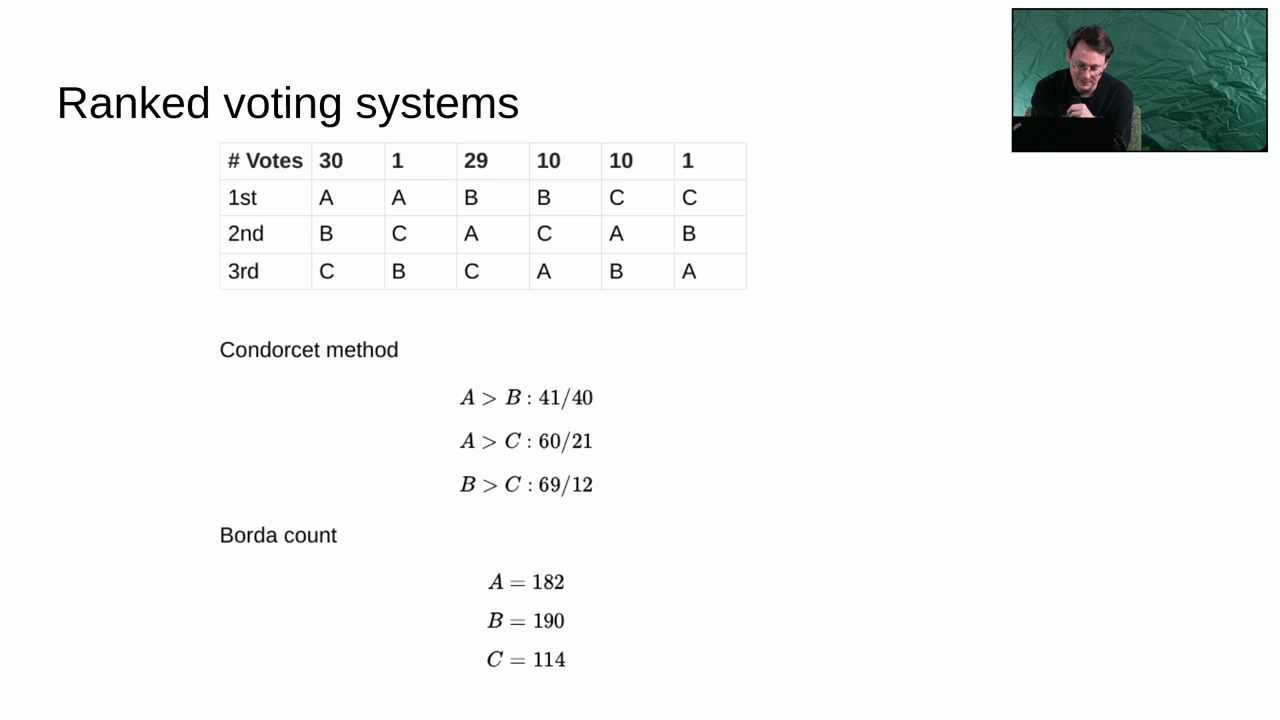 Ranked voting systems
# Votes 30 1 29 10 10 1
1st A A B B C C
2nd B C A C A B
3rd C B C A B A
Condorcet method
A > B : 41/40
A > C : 60/21
B > C : 69/12
Borda count
A = 182
B = 190
C = 114